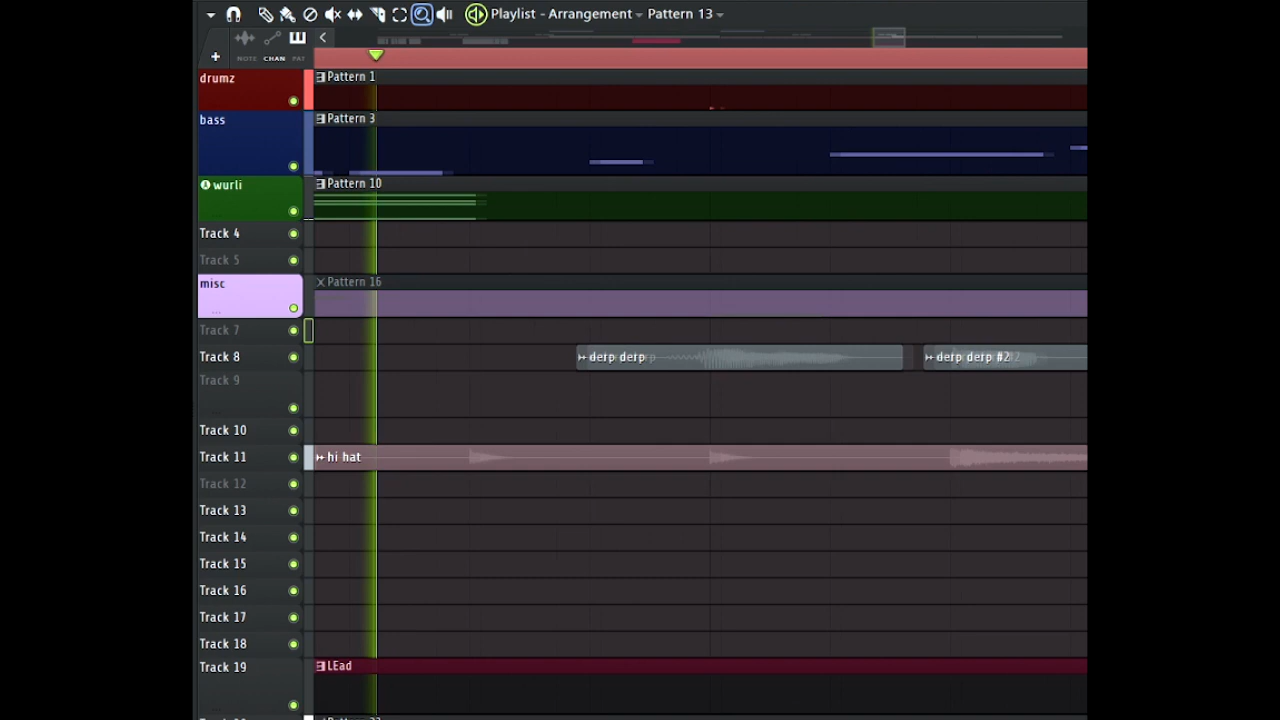 Playlist - Arrangement Pattern 13
NOTE CHAN PAT
drumz
Pattern 1
bass
Pattern 3
wurli
Pattern 10
Track 4
Track 5
misc
Pattern 16
Track 7
Track 8
derp derp
derp derp #2
Track 9
Track 10
Track 11
hi hat
Track 12
Track 13
Track 14
Track 15
Track 16
Track 17
Track 18
Track 19
LEad